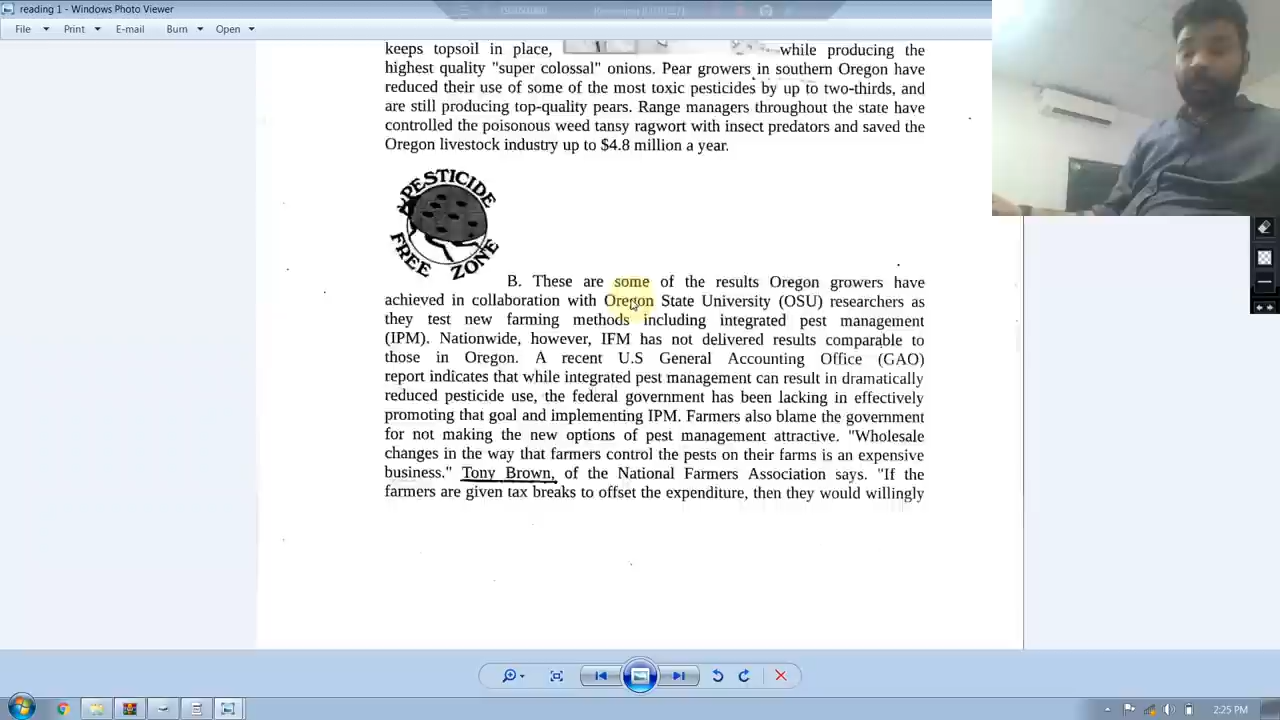 reading 1 - Windows Photo Viewer
File Print E-mail Burn Open
keeps topsoil in place, while producing the
highest quality "super colossal" onions. Pear growers in southern Oregon have
reduced their use of some of the most toxic pesticides by up to two-thirds, and
are still producing top-quality pears. Range managers throughout the state have
controlled the poisonous weed tansy ragwort with insect predators and saved the
Oregon livestock industry up to $4.8 million a year.
PESTICIDE
FREE ZONE
B. These are some of the results Oregon growers have
achieved in collaboration with Oregon State University (OSU) researchers as
they test new farming methods including integrated pest management
(IPM). Nationwide, however, IFM has not delivered results comparable to
those in Oregon. A recent U.S General Accounting Office (GAO)
report indicates that while integrated pest management can result in dramatically
reduced pesticide use, the federal government has been lacking in effectively
promoting that goal and implementing IPM. Farmers also blame the government
for not making the new options of pest management attractive. "Wholesale
changes in the way that farmers control the pests on their farms is an expensive
business." Tony Brown, of the National Farmers Association says. "If the
farmers are given tax breaks to offset the expenditure, then they would willingly
2:25 PM